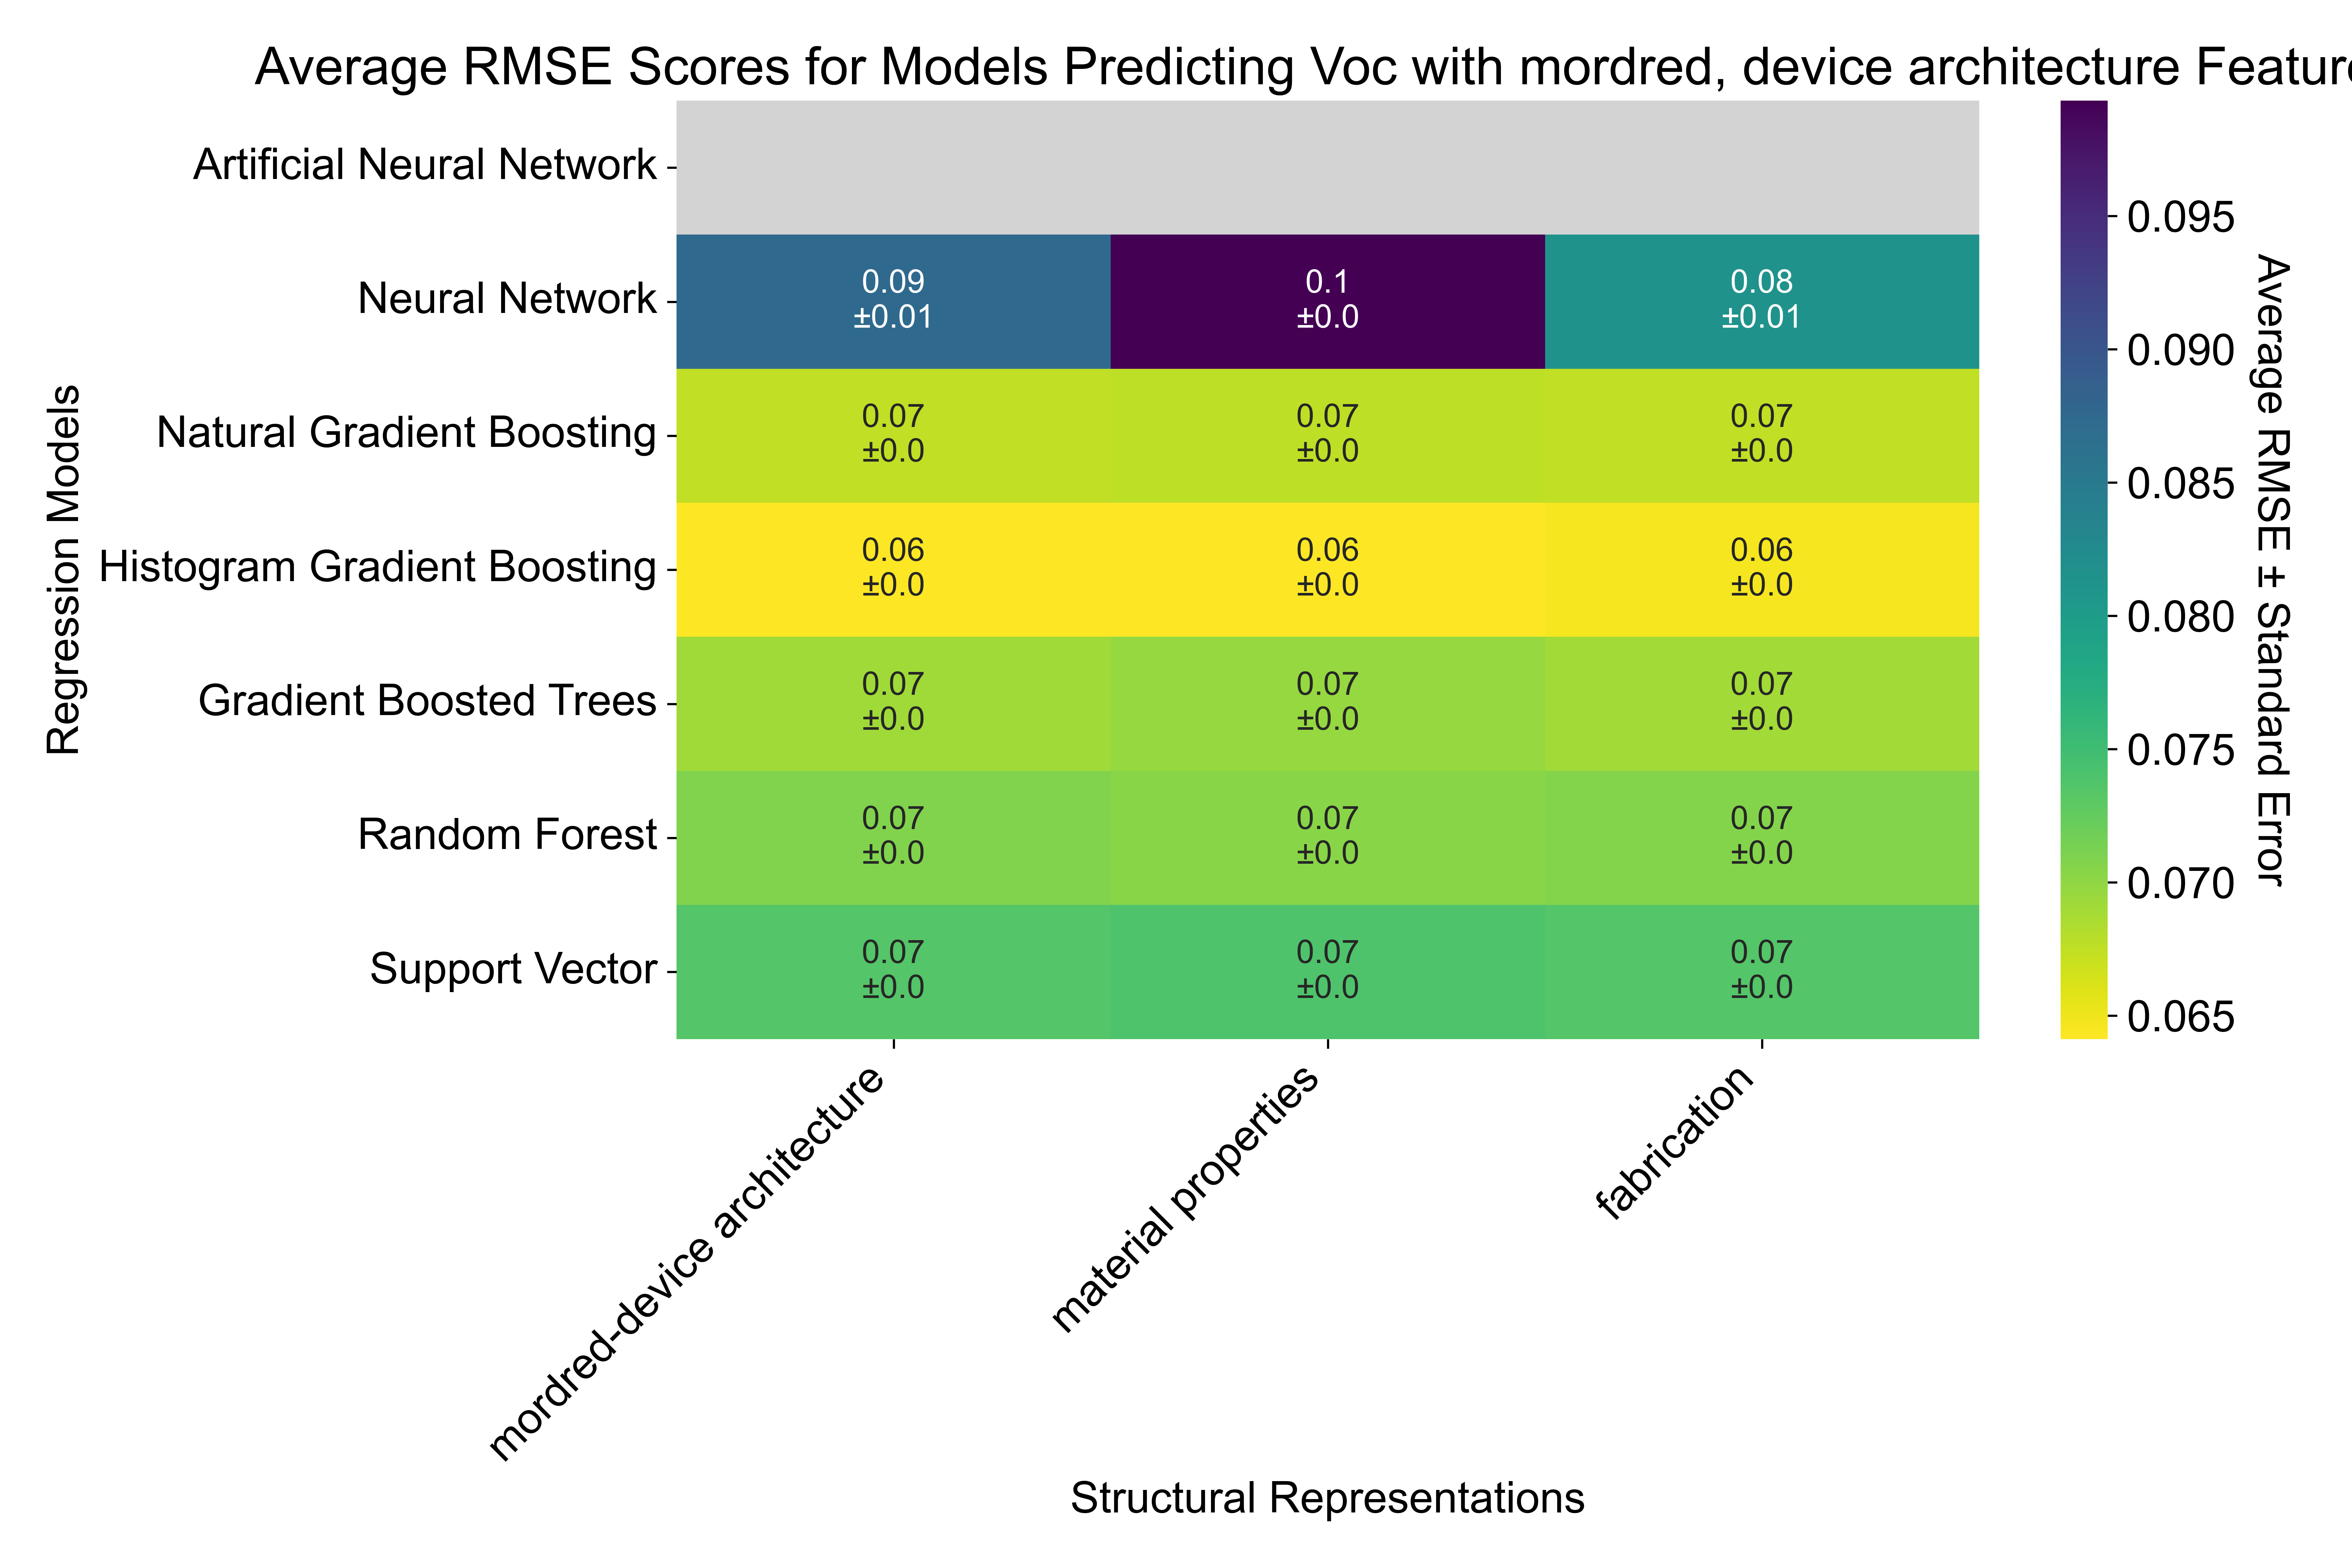 Average RMSE Scores for Models Predicting Voc with mordred, device architecture Feature
Regression Models
Artificial Neural Network
Neural Network
0.09 0.1 0.08
±0.01 ±0.0 ±0.01
Natural Gradient Boosting
0.07 0.07 0.07
±0.0 ±0.0 ±0.0
Histogram Gradient Boosting
0.06 0.06 0.06
±0.0 ±0.0 ±0.0
Gradient Boosted Trees
0.07 0.07 0.07
±0.0 ±0.0 ±0.0
Random Forest
0.07 0.07 0.07
±0.0 ±0.0 ±0.0
Support Vector
0.07 0.07 0.07
±0.0 ±0.0 ±0.0
mordred-device architecture
material properties
fabrication
Structural Representations
0.095
0.090
0.085
0.080
0.075
0.070
0.065
Average RMSE ± Standard Error